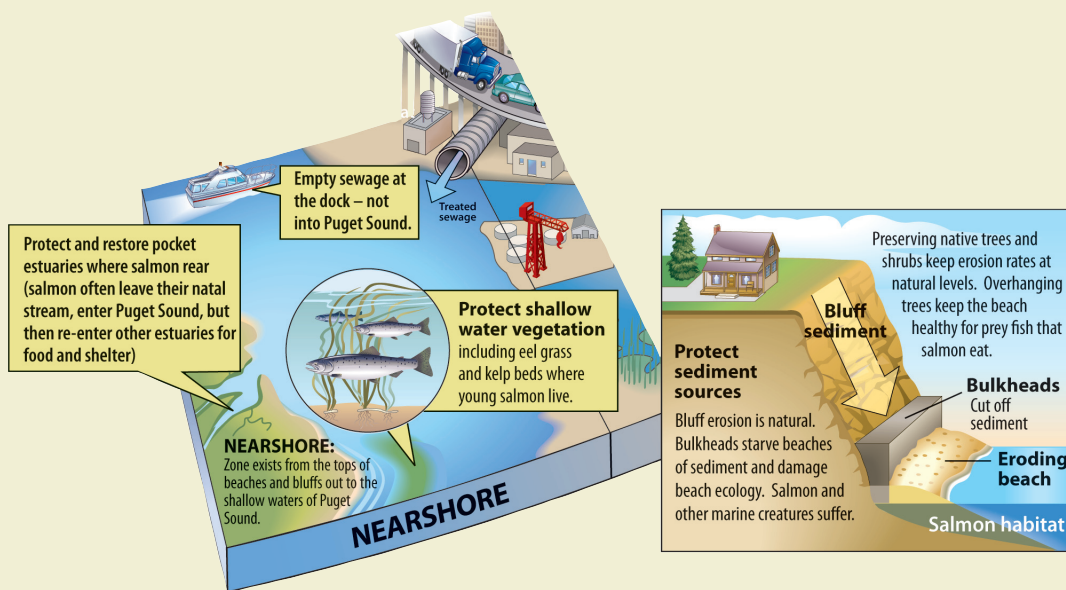 Empty sewage at
the dock – not
into Puget Sound.
Treated
sewage
Protect and restore pocket
estuaries where salmon rear
(salmon often leave their natal
stream, enter Puget Sound, but
then re-enter other estuaries for
food and shelter)
Protect shallow
water vegetation
including eel grass
and kelp beds where
young salmon live.
NEARSHORE:
Zone exists from the tops of
beaches and bluffs out to the
shallow waters of Puget
Sound.
NEARSHORE
Preserving native trees and
shrubs keep erosion rates at
natural levels. Overhanging
trees keep the beach
healthy for prey fish that
salmon eat.
Bluff
sediment
Protect
sediment
sources
Bluff erosion is natural.
Bulkheads starve beaches
of sediment and damage
beach ecology. Salmon and
other marine creatures suffer.
Bulkheads
Cut off
sediment
Eroding
beach
Salmon habitat